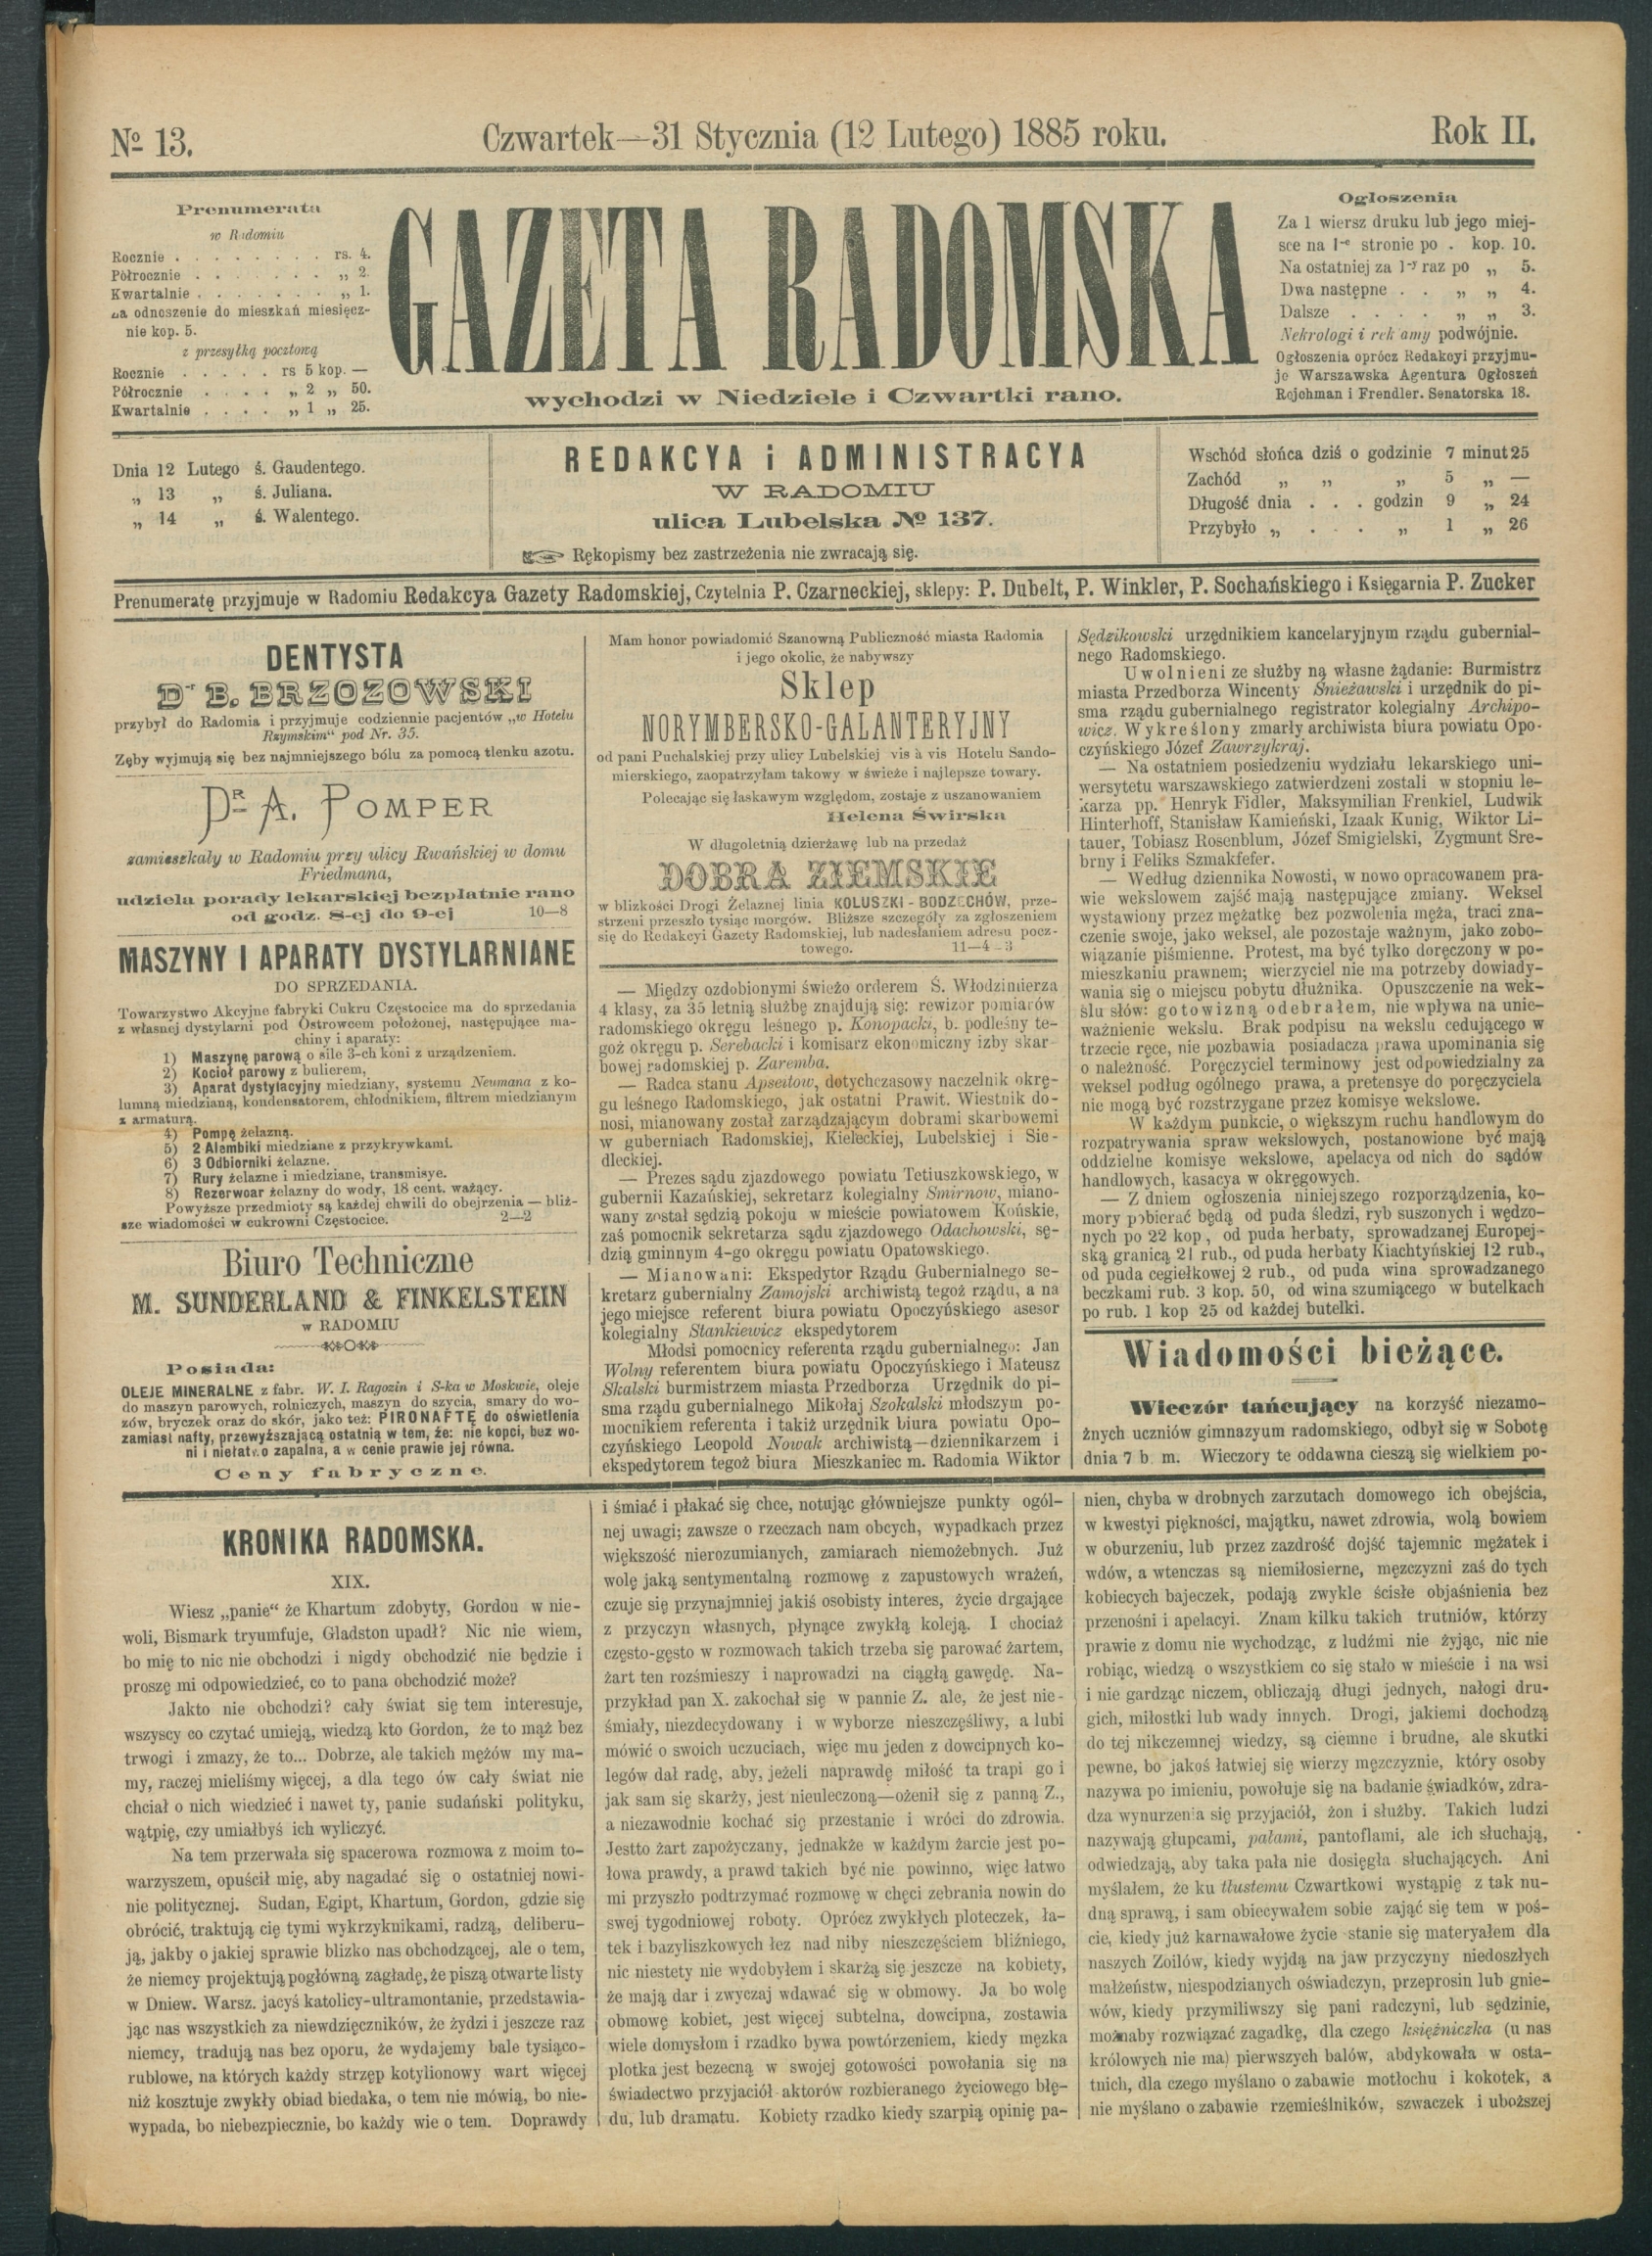 № 13.
Czwartek—31 Stycznia (12 Lutego) 1885 roku.
Rok II.
Prenumerata
w Radomiu
Rocznie . . . . . . . . rs. 4.
Półrocznie . . . . . . . „ 2.
Kwartalnie . . . . . . . „ 1.
Za odnoszenie do mieszkań miesięcz-
nie kop. 5.
z przesyłką pocztową
Rocznie . . . . . rs 5 kop. —
Półrocznie . . . . „ 2 „ 50.
Kwartalnie . . . . „ 1 „ 25.
GAZETA RADOMSKA
wychodzi w Niedziele i Czwartki rano.
Ogłoszenia
Za 1 wiersz druku lub jego miej-
sce na 1-e stronie po . kop. 10.
Na ostatniej za 1-y raz po „ 5.
Dwa następne . . „ „ 4.
Dalsze . . . . „ „ 3.
Nekrologi i rek amy podwójnie.
Ogłoszenia oprócz Redakcyi przyjmu-
je Warszawska Agentura Ogłoszeń
Rajchman i Frendler. Senatorska 18.
Dnia 12 Lutego ś. Gaudentego.
„ 13 „ ś. Juliana.
„ 14 „ ś. Walentego.
REDAKCYA i ADMINISTRACYA
W RADOMIU
ulica Lubelska № 137.
Rękopismy bez zastrzeżenia nie zwracają się.
Wschód słońca dziś o godzinie 7 minut 25
Zachód „ „ „ 5 „ —
Długość dnia . . . godzin 9 „ 24
Przybyło „ . . . „ 1 „ 26
Prenumeratę przyjmuje w Radomiu Redakcya Gazety Radomskiej, Czytelnia P. Czarneckiej, sklepy: P. Dubelt, P. Winkler, P. Sochańskiego i Księgarnia P. Zucker
DENTYSTA
Dr B. BRZOZOWSKI
przybył do Radomia i przyjmuje codziennie pacjentów „w Hotelu
Rzymskim“ pod Nr. 35.
Zęby wyjmują się bez najmniejszego bólu za pomocą tlenku azotu.
DR A. POMPER
zamieszkały w Radomiu przy ulicy Rwańskiej w domu
Friedmana,
udziela porady lekarskiej bezpłatnie rano
od godz. 8-ej do 9-ej 10—8
MASZYNY I APARATY DYSTYLARNIANE
DO SPRZEDANIA.
Towarzystwo Akcyjne fabryki Cukru Częstocice ma do sprzedania
z własnej dystylarni pod Ostrowcem położonej, następujące ma-
chiny i aparaty:
1) Maszynę parową o sile 3-ch koni z urządzeniem.
2) Kocioł parowy z bulierem,
3) Aparat dystylacyjny miedziany, systemu Neumana z ko-
lumną miedzianą, kondensatorem, chłodnikiem, filtrem miedzianym
z armaturą.
4) Pompę żelazną.
5) 2 Alembiki miedziane z przykrywkami.
6) 3 Odbiorniki żelazne.
7) Rury żelazne i miedziane, transmisye.
8) Rezerwoar żelazny do wody, 18 cent. ważący.
Powyższe przedmioty są każdej chwili do obejrzenia — bliż-
sze wiadomości w cukrowni Częstocice. 2—2
Biuro Techniczne
M. SUNDERLAND & FINKELSTEIN
w RADOMIU
Posiada:
OLEJE MINERALNE z fabr. W. I. Ragozin i S-ka w Moskwie, oleje
do maszyn parowych, rolniczych, maszyn do szycia, smary do wo-
zów, bryczek oraz do skór, jako też: PIRONAFTĘ do oświetlenia
zamiast nafty, przewyższającą ostatnią w tem, że: nie kopci, bez wo-
ni i niełatwo zapalna, a w cenie prawie jej równa.
Ceny fabryczne.
Mam honor powiadomić Szanowną Publiczność miasta Radomia
i jego okolic, że nabywszy
Sklep
NORYMBERSKO-GALANTERYJNY
od pani Puchalskiej przy ulicy Lubelskiej vis à vis Hotelu Sando-
mierskiego, zaopatrzyłam takowy w świeże i najlepsze towary.
Polecając się łaskawym względom, zostaje z uszanowaniem
Helena Świrska
W długoletnią dzierżawę lub na przedaż
DOBRA ZIEMSKIE
w blizkości Drogi Żelaznej linia KOLUSZKI - BODZECHÓW, prze-
strzeni przeszło tysiąc morgów. Bliższe szczegóły za zgłoszeniem
się do Redakcyi Gazety Radomskiej, lub nadesłaniem adresu pocz-
towego. 11—4—3
— Między ozdobionymi świeżo orderem Ś. Włodzimierza
4 klasy, za 35 letnią służbę znajdują się: rewizor pomiarów
radomskiego okręgu leśnego p. Konopacki, b. podleśny te-
goż okręgu p. Serebacki i komisarz ekonomiczny izby skar
bowej radomskiej p. Zaremba.
— Radca stanu Apseitow, dotychczasowy naczelnik okrę-
gu leśnego Radomskiego, jak ostatni Prawit. Wiestnik do-
nosi, mianowany został zarządzającym dobrami skarbowemi
w guberniach Radomskiej, Kieleckiej, Lubelskiej i Sie-
dleckiej.
— Prezes sądu zjazdowego powiatu Tetiuszkowskiego, w
gubernii Kazańskiej, sekretarz kolegialny Smirnow, miano-
wany został sędzią pokoju w mieście powiatowem Końskie,
zaś pomocnik sekretarza sądu zjazdowego Odachowski, sę-
dzią gminnym 4-go okręgu powiatu Opatowskiego.
— Mianowani: Ekspedytor Rządu Gubernialnego se-
kretarz gubernialny Zamojski archiwistą tegoż rządu, a na
jego miejsce referent biura powiatu Opoczyńskiego asesor
kolegialny Stankiewicz ekspedytorem
Młodsi pomocnicy referenta rządu gubernialnego: Jan
Wolny referentem biura powiatu Opoczyńskiego i Mateusz
Skalski burmistrzem miasta Przedborza Urzędnik do pi-
sma rządu gubernialnego Mikołaj Szokalski młodszym po-
mocnikiem referenta i takiż urzędnik biura powiatu Opo-
czyńskiego Leopold Nowak archiwistą—dziennikarzem i
ekspedytorem tegoż biura Mieszkaniec m. Radomia Wiktor
Sędzikowski urzędnikiem kancelaryjnym rządu gubernial-
nego Radomskiego.
Uwolnieni ze służby na własne żądanie: Burmistrz
miasta Przedborza Wincenty Śnieżawski i urzędnik do pi-
sma rządu gubernialnego registrator kolegialny Archipo-
wicz. Wykreślony zmarły archiwista biura powiatu Opo-
czyńskiego Józef Zawrzykraj.
— Na ostatniem posiedzeniu wydziału lekarskiego uni-
wersytetu warszawskiego zatwierdzeni zostali w stopniu le-
karza pp. Henryk Fidler, Maksymilian Frenkiel, Ludwik
Hinterhoff, Stanisław Kamieński, Izaak Kunig, Wiktor Li-
tauer, Tobiasz Rosenblum, Józef Smigielski, Zygmunt Sre-
brny i Feliks Szmakfefer.
— Według dziennika Nowosti, w nowo opracowanem pra-
wie wekslowem zajść mają następujące zmiany. Weksel
wystawiony przez mężatkę bez pozwolenia męża, traci zna-
czenie swoje, jako weksel, ale pozostaje ważnym, jako zobo-
wiązanie piśmienne. Protest, ma być tylko doręczony w po-
mieszkaniu prawnem; wierzyciel nie ma potrzeby dowiady-
wania się o miejscu pobytu dłużnika. Opuszczenie na wek-
ślu słów: gotowizną odebrałem, nie wpływa na unie-
ważnienie wekslu. Brak podpisu na wekslu cedującego w
trzecie ręce, nie pozbawia posiadacza prawa upominania się
o należność. Poręczyciel terminowy jest odpowiedzialny za
weksel podług ogólnego prawa, a pretensye do poręczyciela
nie mogą być rozstrzygane przez komisye wekslowe.
W każdym punkcie, o większym ruchu handlowym do
rozpatrywania spraw wekslowych, postanowione być mają
oddzielne komisye wekslowe, apelacya od nich do sądów
handlowych, kasacya w okręgowych.
— Z dniem ogłoszenia niniejszego rozporządzenia, ko-
mory pobierać będą od puda śledzi, ryb suszonych i wędzo-
nych po 22 kop, od puda herbaty, sprowadzanej Europej-
ską granicą 21 rub., od puda herbaty Kiachtyńskiej 12 rub.,
od puda cegiełkowej 2 rub., od puda wina sprowadzanego
beczkami rub. 3 kop. 50, od wina szumiącego w butelkach
po rub. 1 kop 25 od każdej butelki.
Wiadomości bieżące.
Wieczór tańcujący na korzyść niezamo-
żnych uczniów gimnazyum radomskiego, odbył się w Sobotę
dnia 7 b. m. Wieczory te oddawna cieszą się wielkiem po-
KRONIKA RADOMSKA.
XIX.
Wiesz „panie“ że Khartum zdobyty, Gordon w nie-
woli, Bismark tryumfuje, Gladston upadł? Nic nie wiem,
bo mię to nic nie obchodzi i nigdy obchodzić nie będzie i
proszę mi odpowiedzieć, co to pana obchodzić może?
Jakto nie obchodzi? cały świat się tem interesuje,
wszyscy co czytać umieją, wiedzą kto Gordon, że to mąż bez
trwogi i zmazy, że to... Dobrze, ale takich mężów my ma-
my, raczej mieliśmy więcej, a dla tego ów cały świat nie
chciał o nich wiedzieć i nawet ty, panie sudański polityku,
wątpię, czy umiałbyś ich wyliczyć.
Na tem przerwała się spacerowa rozmowa z moim to-
warzyszem, opuścił mię, aby nagadać się o ostatniej nowi-
nie politycznej. Sudan, Egipt, Khartum, Gordon, gdzie się
obrócić, traktują cię tymi wykrzyknikami, radzą, deliberu-
ją, jakby o jakiej sprawie blizko nas obchodzącej, ale o tem,
że niemcy projektują pogłówną zagładę, że piszą otwarte listy
w Dniew. Warsz. jacyś katolicy-ultramontanie, przedstawia-
jąc nas wszystkich za niewdzięczników, że żydzi i jeszcze raz
niemcy, tradują nas bez oporu, że wydajemy bale tysiąco-
rublowe, na których każdy strzęp kotylionowy wart więcej
niż kosztuje zwykły obiad biedaka, o tem nie mówią, bo nie-
wypada, bo niebezpiecznie, bo każdy wie o tem. Doprawdy
i śmiać i płakać się chce, notując główniejsze punkty ogól-
nej uwagi; zawsze o rzeczach nam obcych, wypadkach przez
większość nierozumianych, zamiarach niemożebnych. Już
wolę jaką sentymentalną rozmowę z zapustowych wrażeń,
czuje się przynajmniej jakiś osobisty interes, życie drgające
z przyczyn własnych, płynące zwykłą koleją. I chociaż
często-gęsto w rozmowach takich trzeba się parować żartem,
żart ten rozśmieszy i naprowadzi na ciągłą gawędę. Na-
przykład pan X. zakochał się w pannie Z. ale, że jest nie-
śmiały, niezdecydowany i w wyborze nieszczęśliwy, a lubi
mówić o swoich uczuciach, więc mu jeden z dowcipnych ko-
legów dał radę, aby, jeżeli naprawdę miłość ta trapi go i
jak sam się skarży, jest nieuleczoną—ożenił się z panną Z.,
a niezawodnie kochać się przestanie i wróci do zdrowia.
Jestto żart zapożyczany, jednakże w każdym żarcie jest po-
łowa prawdy, a prawd takich być nie powinno, więc łatwo
mi przyszło podtrzymać rozmowę w chęci zebrania nowin do
swej tygodniowej roboty. Oprócz zwykłych ploteczek, ła-
tek i bazyliszkowych łez nad niby nieszczęściem bliźniego,
nic niestety nie wydobyłem i skarżą się jeszcze na kobiety,
że mają dar i zwyczaj wdawać się w obmowy. Ja bo wolę
obmowę kobiet, jest więcej subtelna, dowcipna, zostawia
wiele domysłom i rzadko bywa powtórzeniem, kiedy męzka
plotka jest bezecną w swojej gotowości powołania się na
świadectwo przyjaciół aktorów rozbieranego życiowego błę-
du, lub dramatu. Kobiety rzadko kiedy szarpią opinię pa-
nien, chyba w drobnych zarzutach domowego ich obejścia,
w kwestyi piękności, majątku, nawet zdrowia, wolą bowiem
w oburzeniu, lub przez zazdrość dojść tajemnic mężatek i
wdów, a wtenczas są niemiłosierne, męzczyzni zaś do tych
kobiecych bajeczek, podają zwykle ścisłe objaśnienia bez
przenośni i apelacyi. Znam kilku takich trutniów, którzy
prawie z domu nie wychodząc, z ludźmi nie żyjąc, nic nie
robiąc, wiedzą o wszystkiem co się stało w mieście i na wsi
i nie gardząc niczem, obliczają długi jednych, nałogi dru-
gich, miłostki lub wady innych. Drogi, jakiemi dochodzą
do tej nikczemnej wiedzy, są ciemne i brudne, ale skutki
pewne, bo jakoś łatwiej się wierzy męzczyznie, który osoby
nazywa po imieniu, powołuje się na badanie świadków, zdra-
dza wynurzenia się przyjaciół, żon i służby. Takich ludzi
nazywają głupcami, pałami, pantoflami, ale ich słuchają,
odwiedzają, aby taka pała nie dosięgła słuchających. Ani
myślałem, że ku tłustemu Czwartkowi wystąpię z tak nu-
dną sprawą, i sam obiecywałem sobie zająć się tem w poś-
cie, kiedy już karnawałowe życie stanie się materyałem dla
naszych Zoilów, kiedy wyjdą na jaw przyczyny niedoszłych
małżeństw, niespodzianych oświadczyn, przeprosin lub gnie-
wów, kiedy przymiliwszy się pani radczyni, lub sędzinie,
możnaby rozwiązać zagadkę, dla czego księżniczka (u nas
królowych nie ma) pierwszych balów, abdykowała w osta-
tnich, dla czego myślano o zabawie motłochu i kokotek, a
nie myślano o zabawie rzemieślników, szwaczek i uboższej